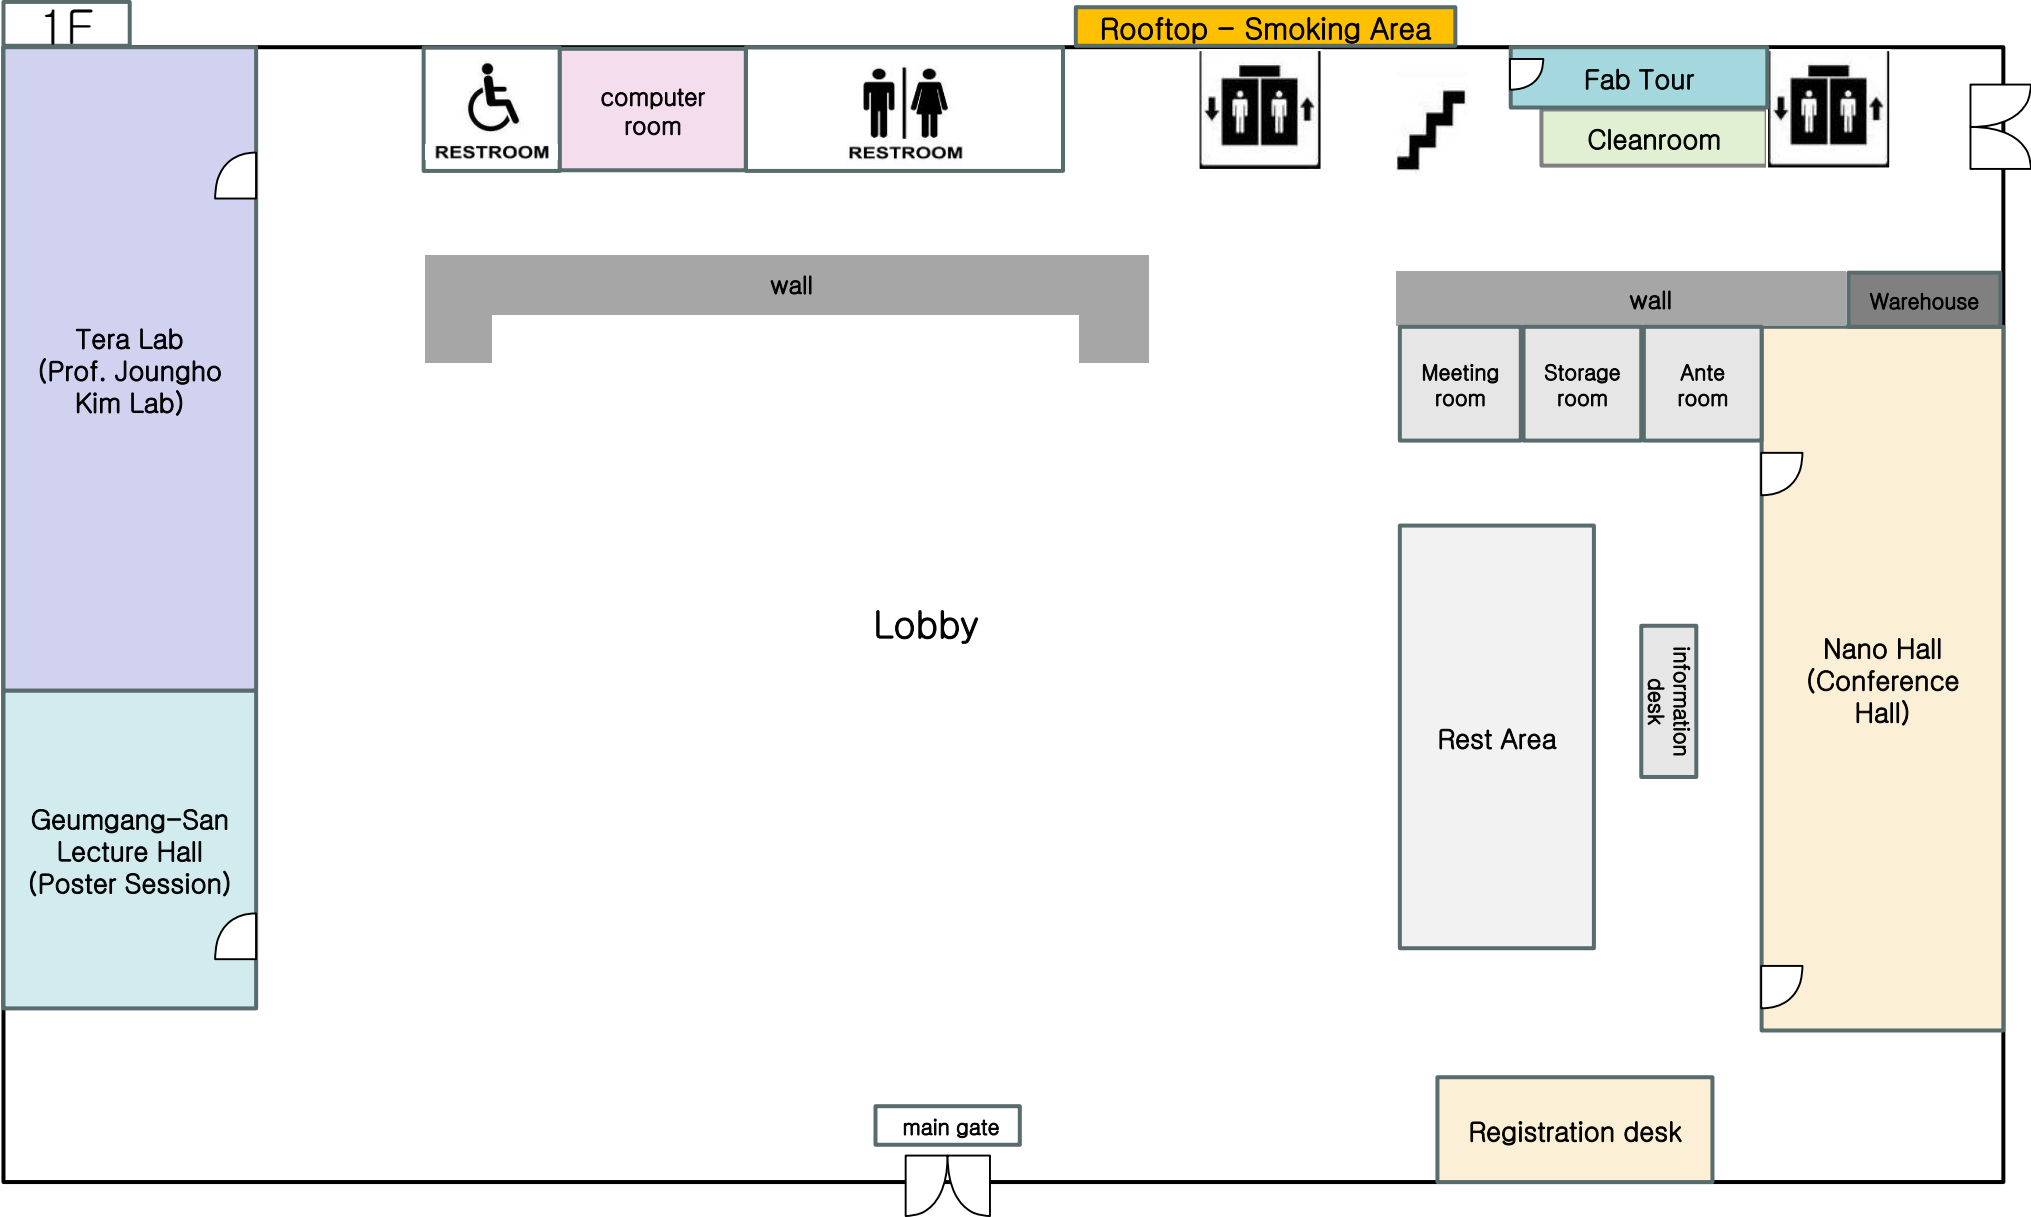 1F
Rooftop - Smoking Area
RESTROOM
computer
room
RESTROOM
Fab Tour
Cleanroom
wall
wall
Warehouse
Tera Lab
(Prof. Joungho
Kim Lab)
Meeting
room
Storage
room
Ante
room
Lobby
information
desk
Nano Hall
(Conference
Hall)
Rest Area
Geumgang-San
Lecture Hall
(Poster Session)
main gate
Registration desk